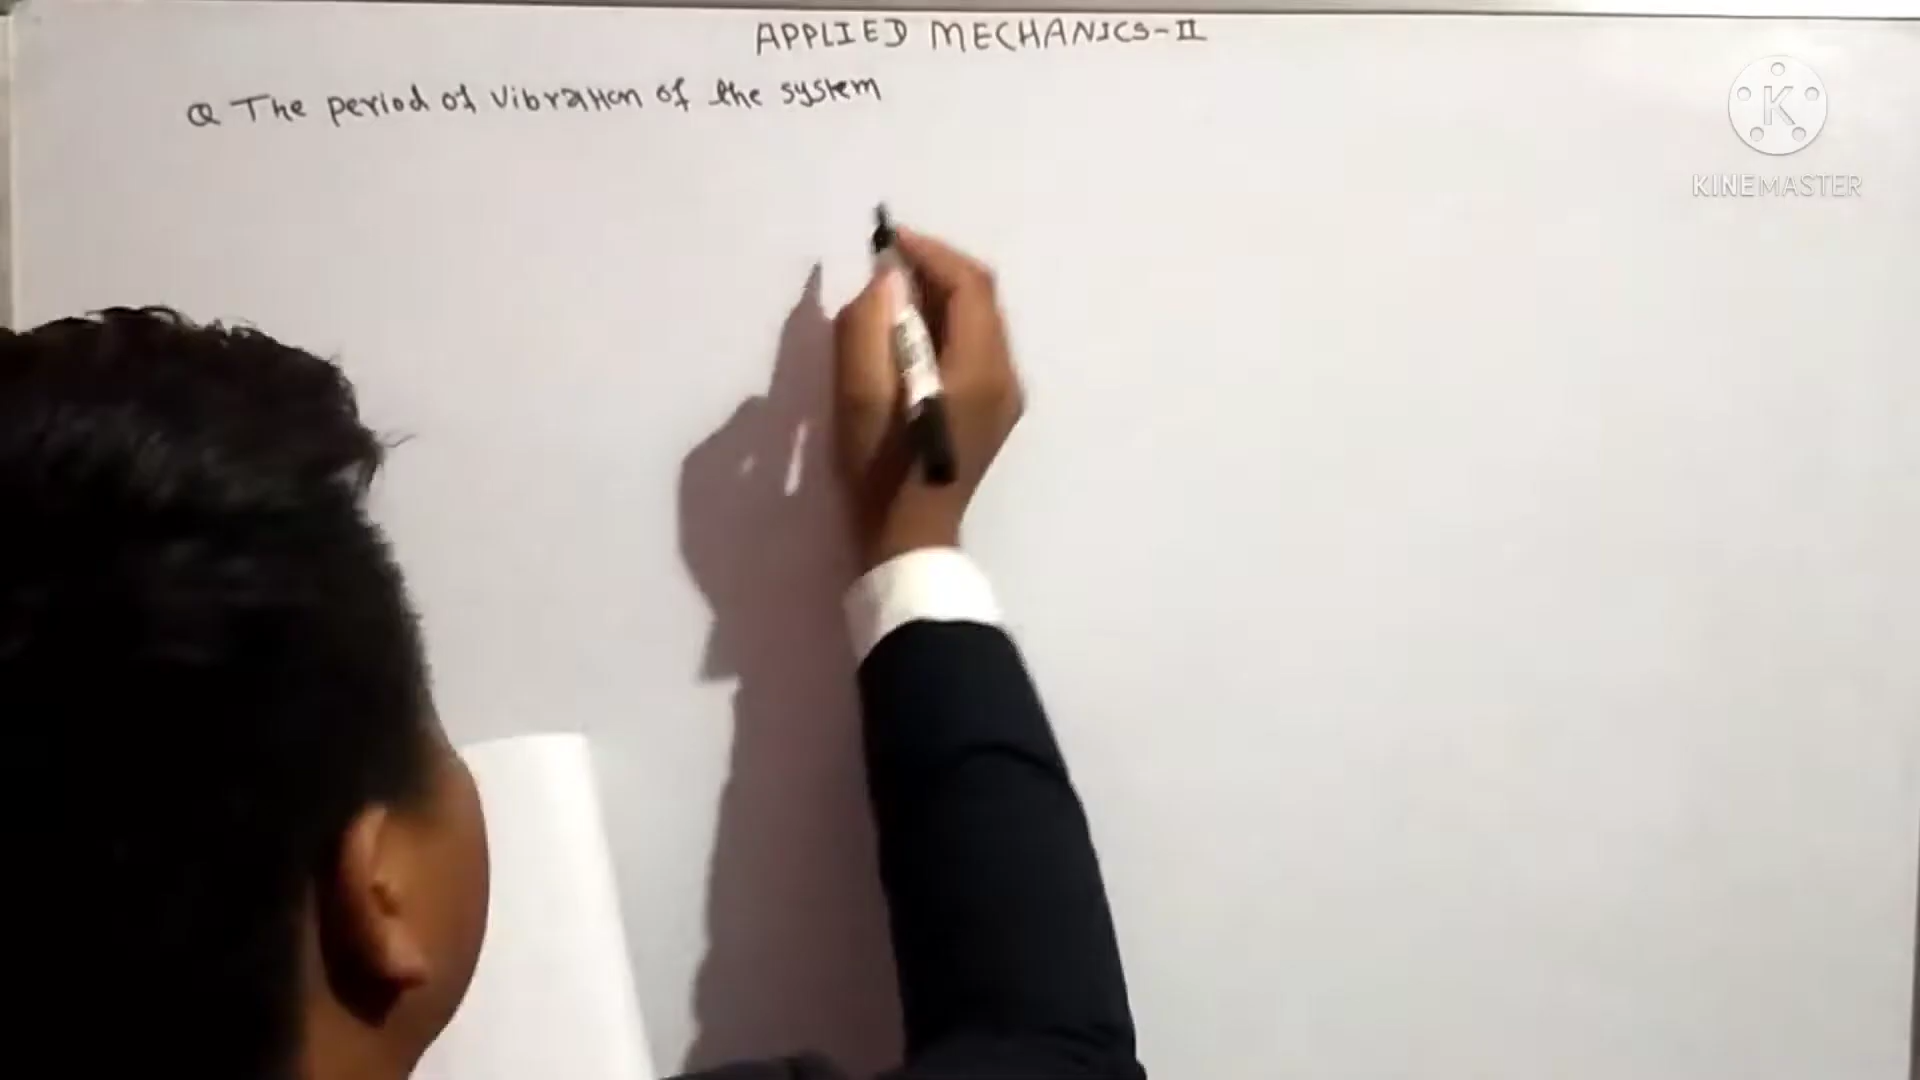 APPLIED MECHANICS-II
Q The period of vibration of the system
K
KINEMASTER